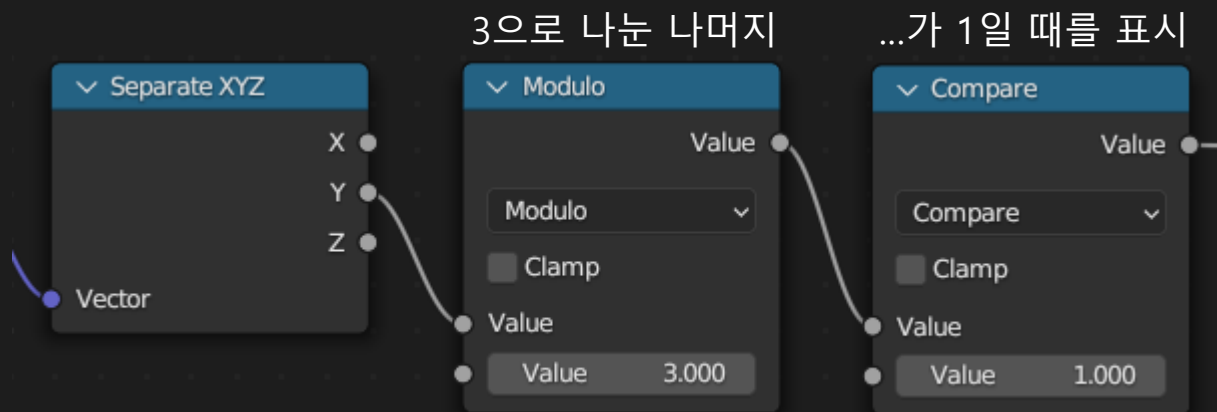 3으로 나눈 나머지
...가 1일 때를 표시
Separate XYZ
X
Y
Z
Vector
Modulo
Value
Modulo
Clamp
Value
Value 3.000
Compare
Value
Compare
Clamp
Value
Value 1.000